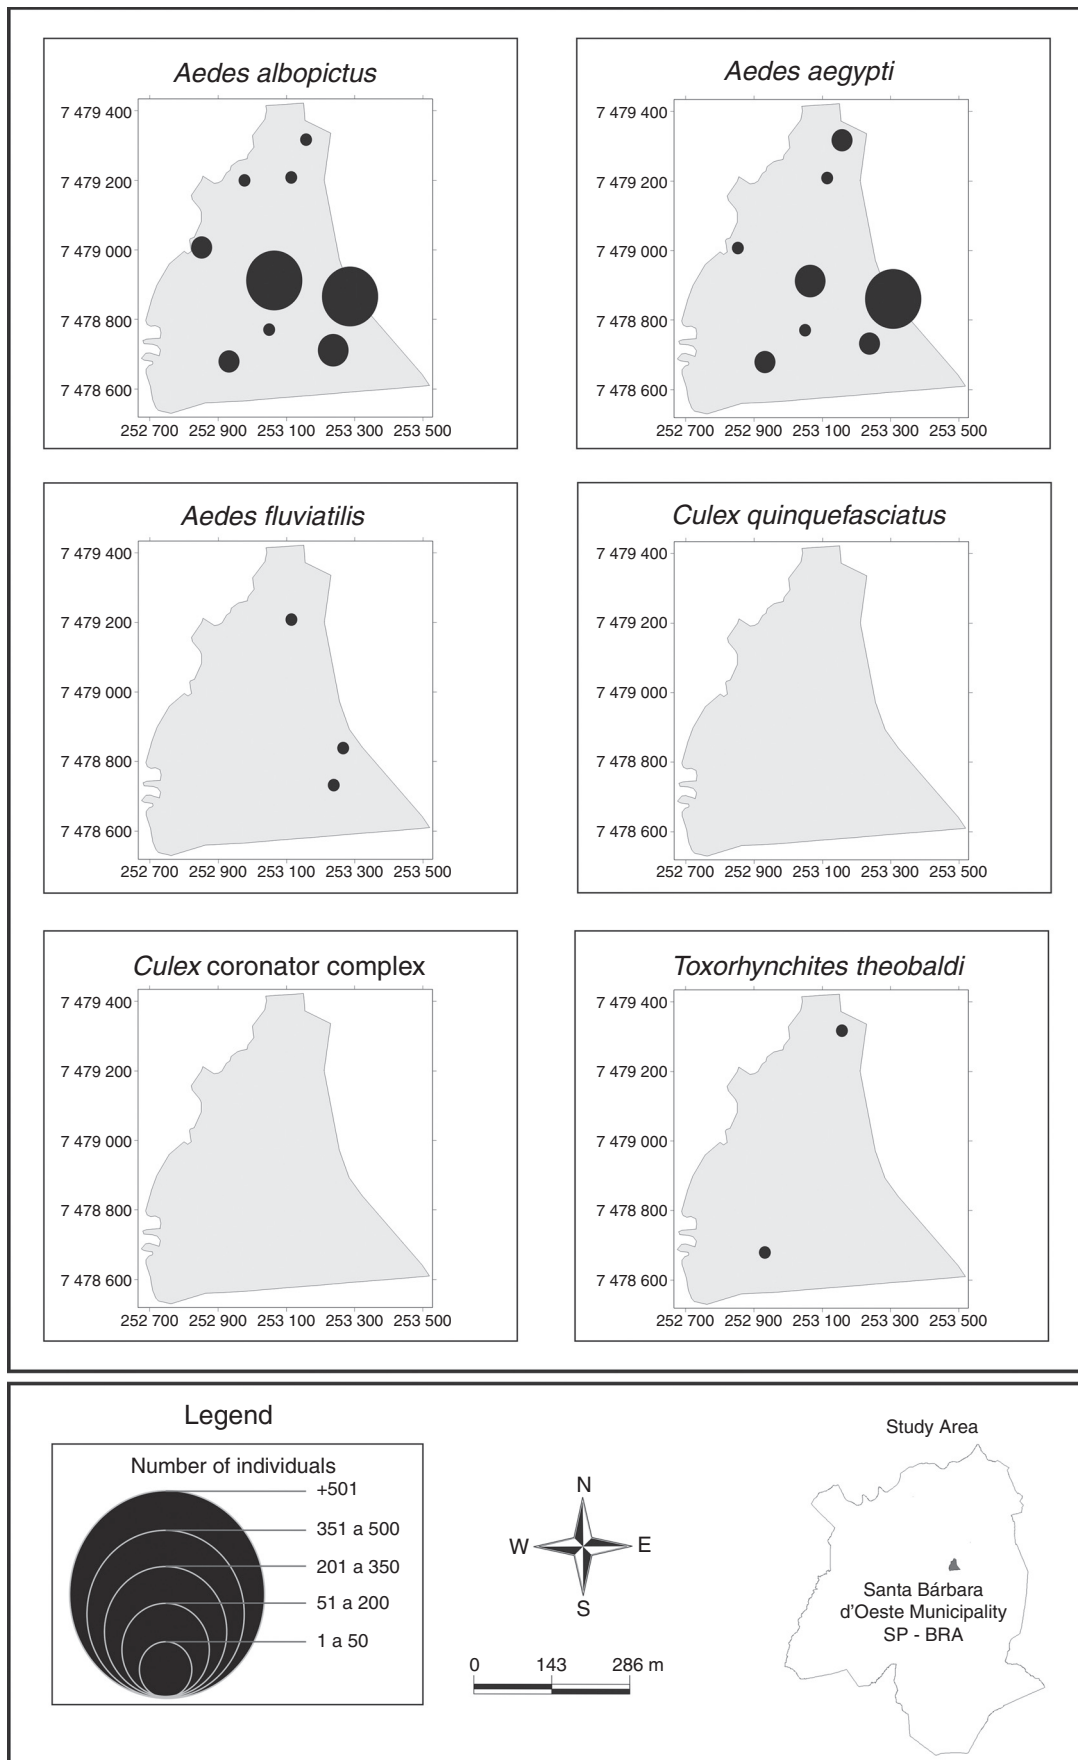 Aedes albopictus
7 479 400
7 479 200
7 479 000
7 478 800
7 478 600
252 700 252 900 253 100 253 300 253 500
Aedes aegypti
7 479 400
7 479 200
7 479 000
7 478 800
7 478 600
252 700 252 900 253 100 253 300 253 500
Aedes fluviatilis
7 479 400
7 479 200
7 479 000
7 478 800
7 478 600
252 700 252 900 253 100 253 300 253 500
Culex quinquefasciatus
7 479 400
7 479 200
7 479 000
7 478 800
7 478 600
252 700 252 900 253 100 253 300 253 500
Culex coronator complex
7 479 400
7 479 200
7 479 000
7 478 800
7 478 600
252 700 252 900 253 100 253 300 253 500
Toxorhynchites theobaldi
7 479 400
7 479 200
7 479 000
7 478 800
7 478 600
252 700 252 900 253 100 253 300 253 500
Legend
Number of individuals
+501
351 a 500
201 a 350
51 a 200
1 a 50
N
W E
S
0 143 286 m
Study Area
Santa Bárbara
d'Oeste Municipality
SP - BRA